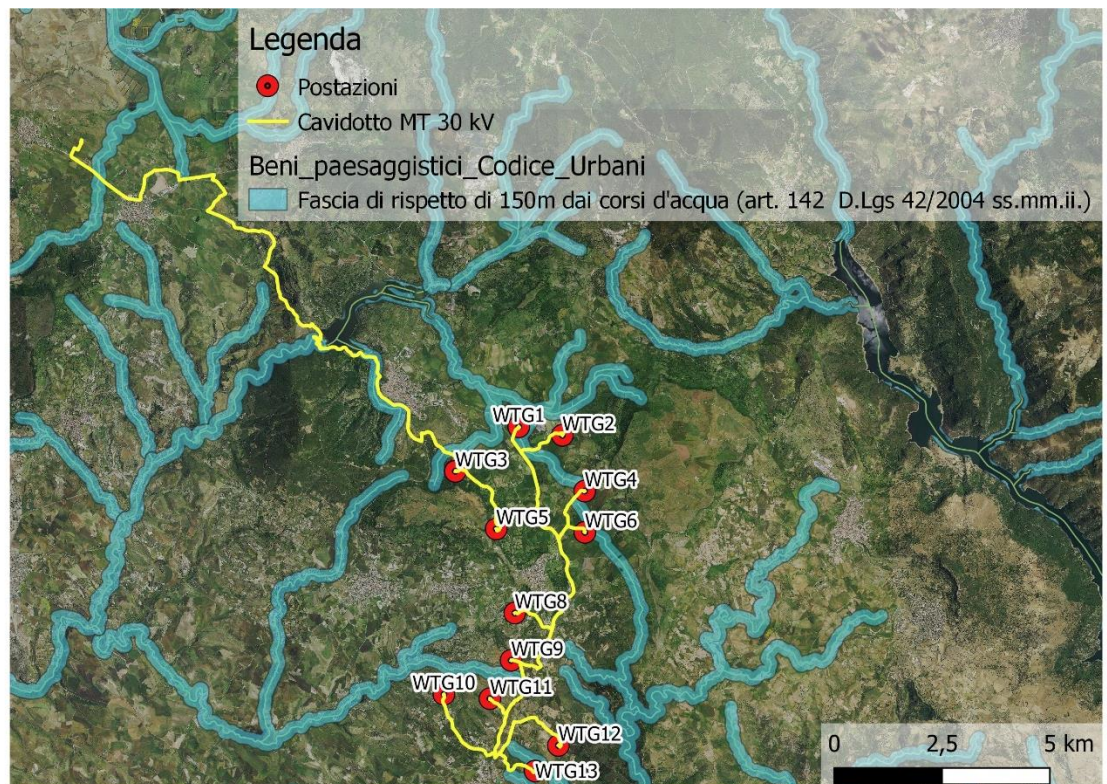 Legenda
Postazioni
Cavidotto MT 30 kV
Beni_paesaggistici_Codice_Urbani
Fascia di rispetto di 150m dai corsi d'acqua (art. 142 D.Lgs 42/2004 ss.mm.ii.)
WTG1
WTG2
WTG3
WTG4
WTG5
WTG6
WTG8
WTG9
WTG10
WTG11
WTG12
WTG13
0 2,5 5 km